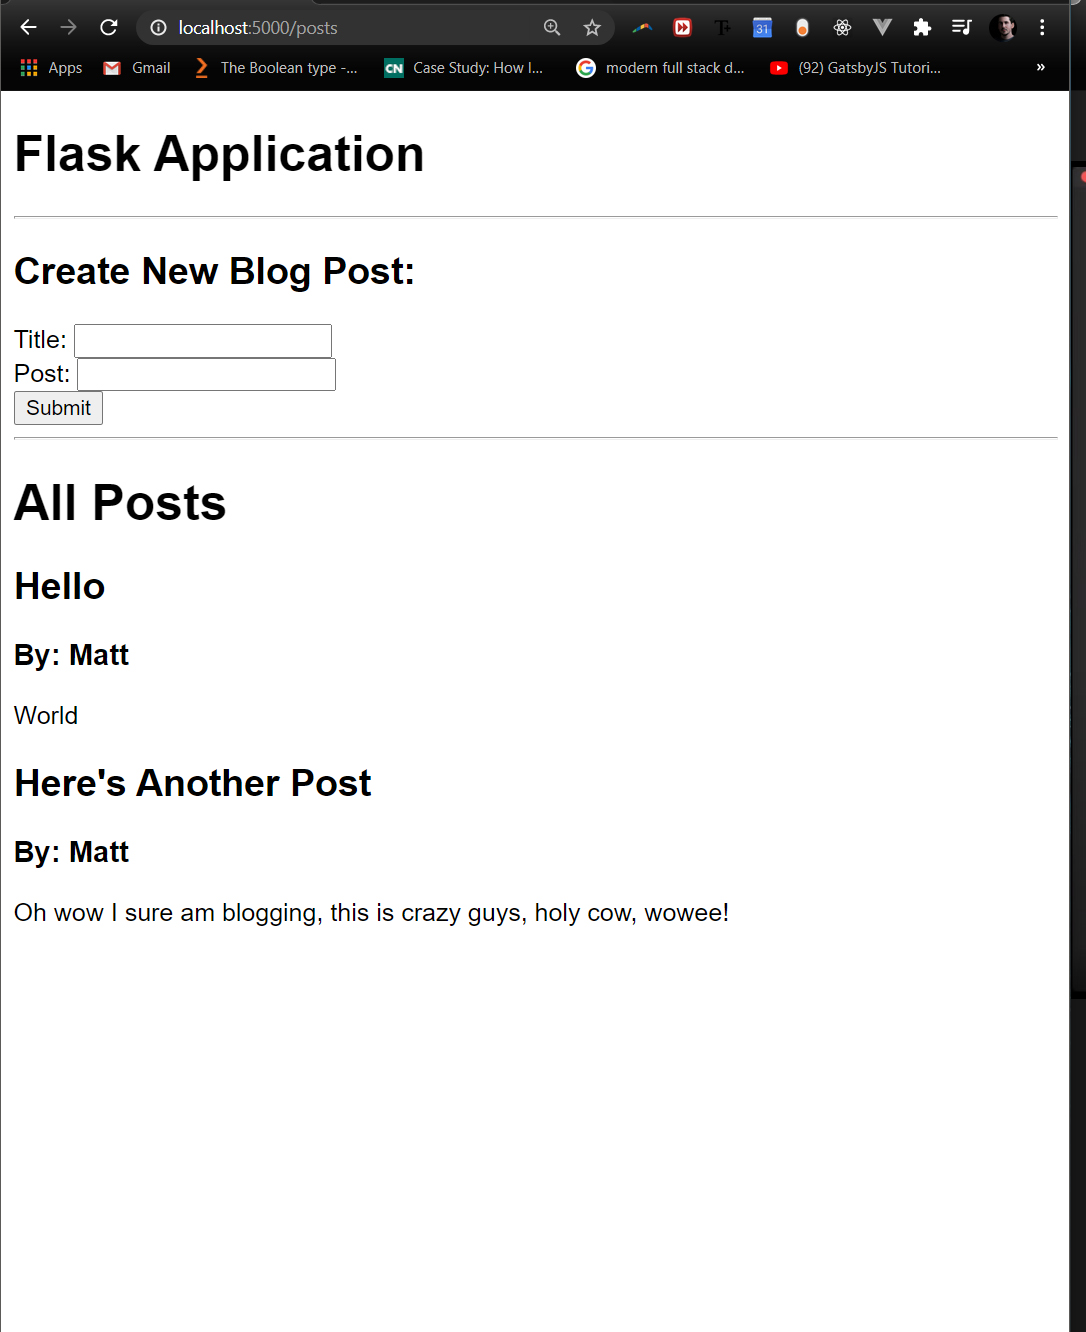 localhost:5000/posts
31
Apps Gmail The Boolean type -... CN Case Study: How I... modern full stack d... (92) GatsbyJS Tutori... »
Flask Application
Create New Blog Post:
Title:
Post:
Submit
All Posts
Hello
By: Matt
World
Here's Another Post
By: Matt
Oh wow I sure am blogging, this is crazy guys, holy cow, wowee!